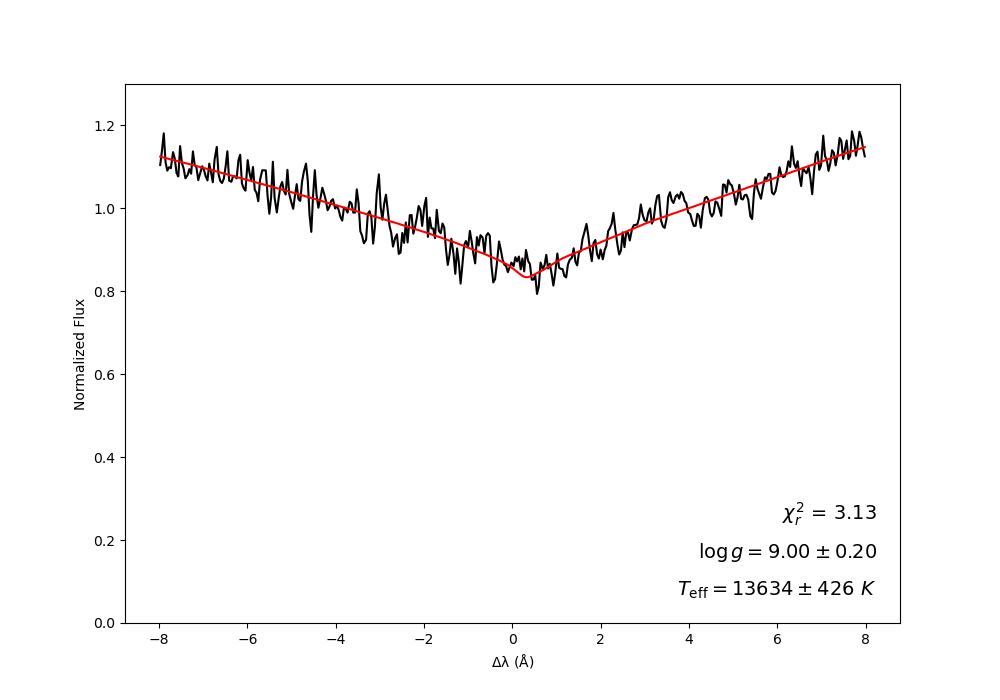 1.2
1.0
0.8
0.6
0.4
0.2
0.0
Normalized Flux
χ²ᵣ = 3.13
log g = 9.00 ± 0.20
T_eff = 13634 ± 426 K
−8 −6 −4 −2 0 2 4 6 8
Δλ (Å)